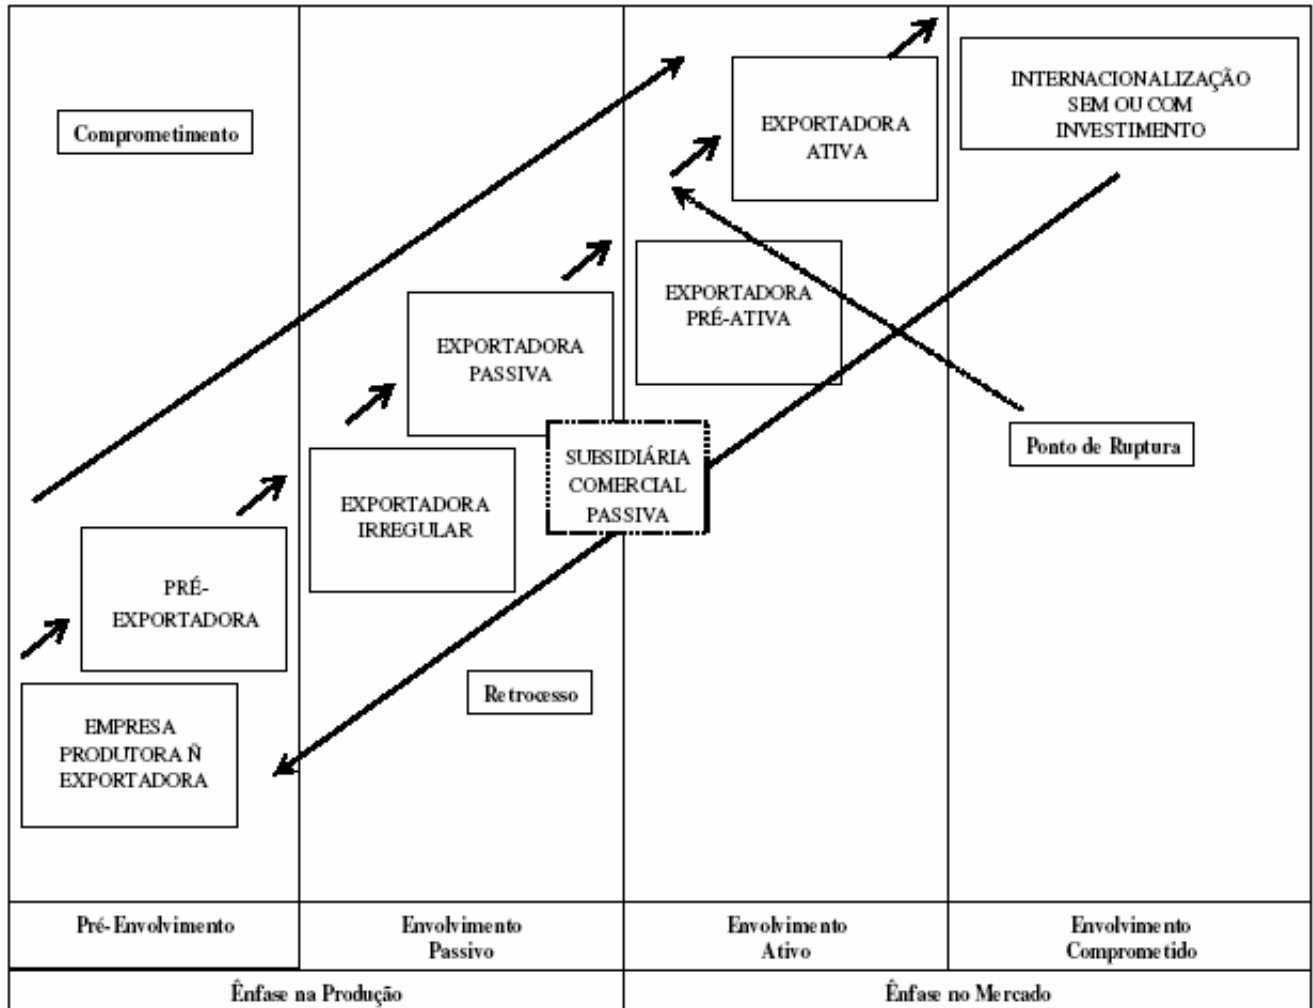 Comprometimento
INTERNACIONALIZAÇÃO
SEM OU COM
INVESTIMENTO
EXPORTADORA
ATIVA
EXPORTADORA
PRÉ-ATIVA
EXPORTADORA
PASSIVA
Ponto de Ruptura
SUBSIDIÁRIA
COMERCIAL
PASSIVA
EXPORTADORA
IRREGULAR
PRÉ-
EXPORTADORA
Retrocesso
EMPRESA
PRODUTORA Ñ
EXPORTADORA
Pré-Envolvimento
Envolvimento
Passivo
Envolvimento
Ativo
Envolvimento
Comprometido
Ênfase na Produção
Ênfase no Mercado